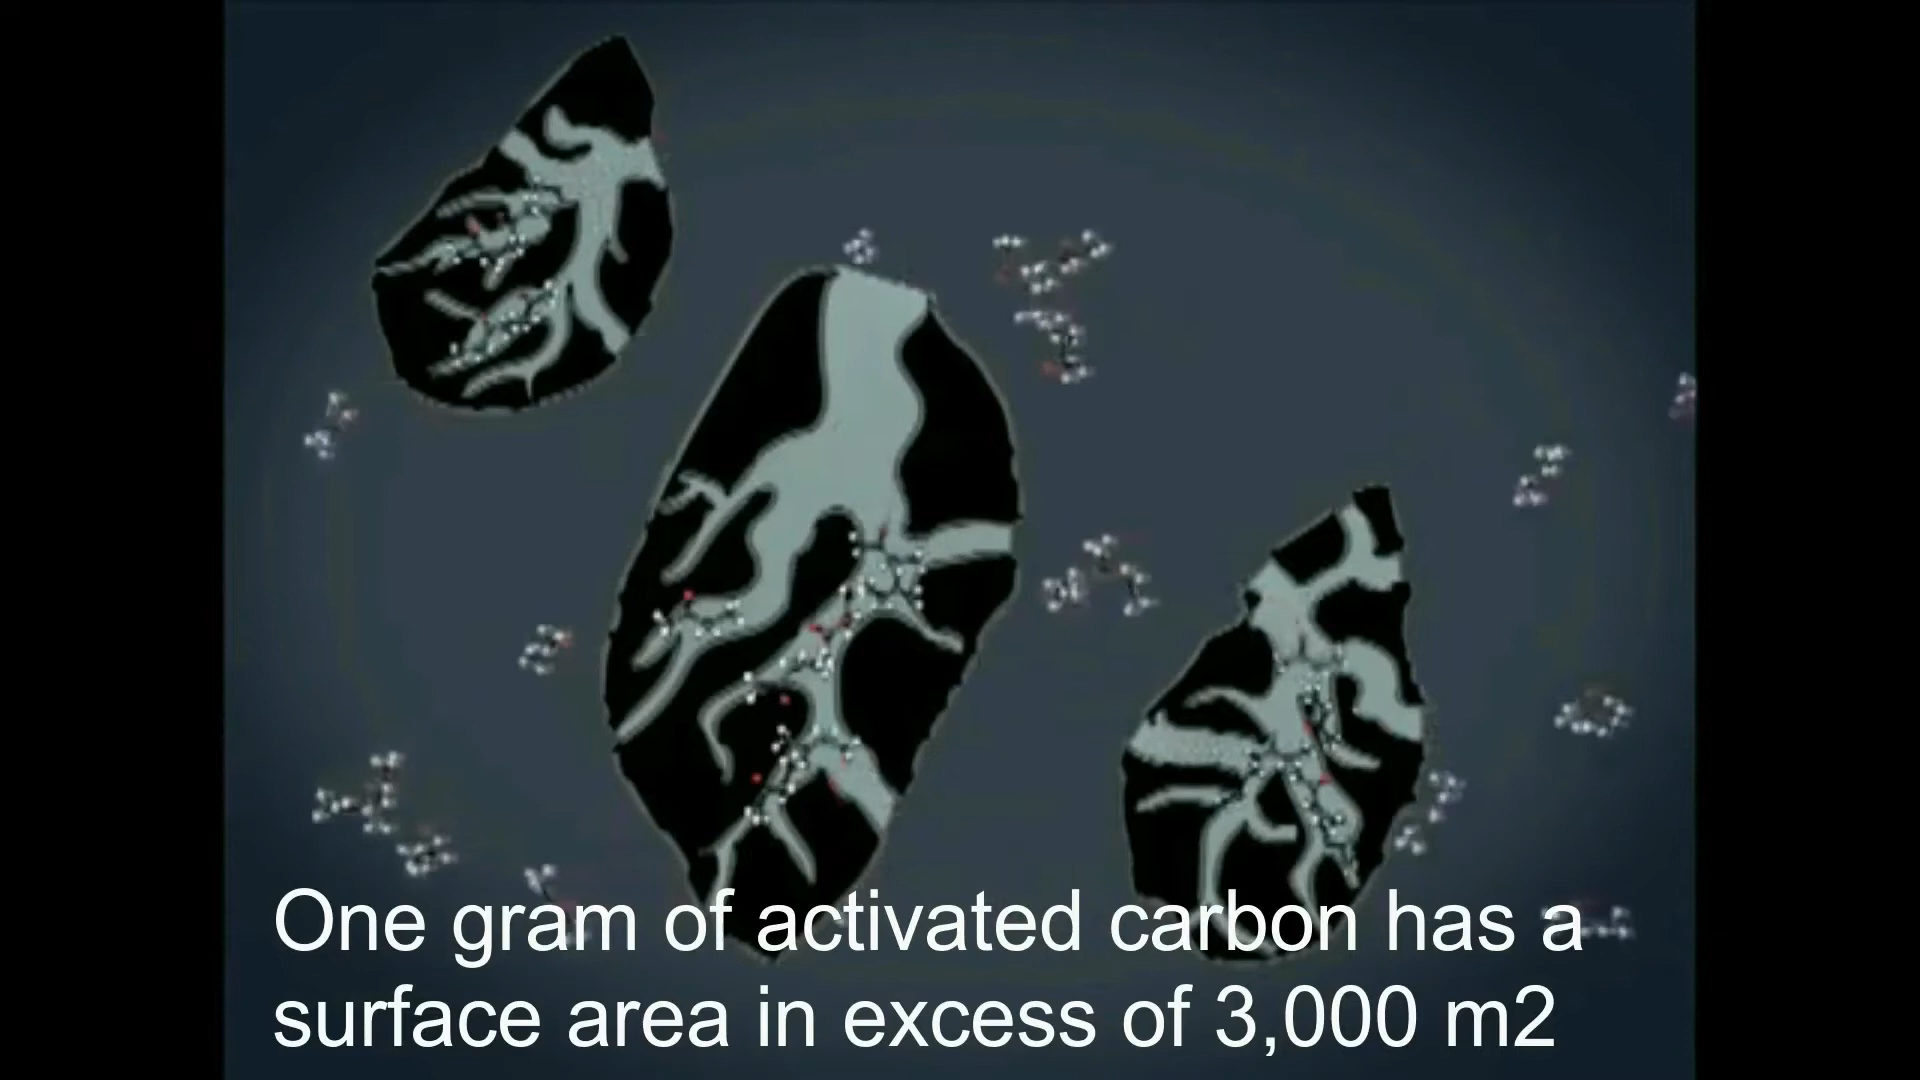 One gram of activated carbon has a
surface area in excess of 3,000 m2